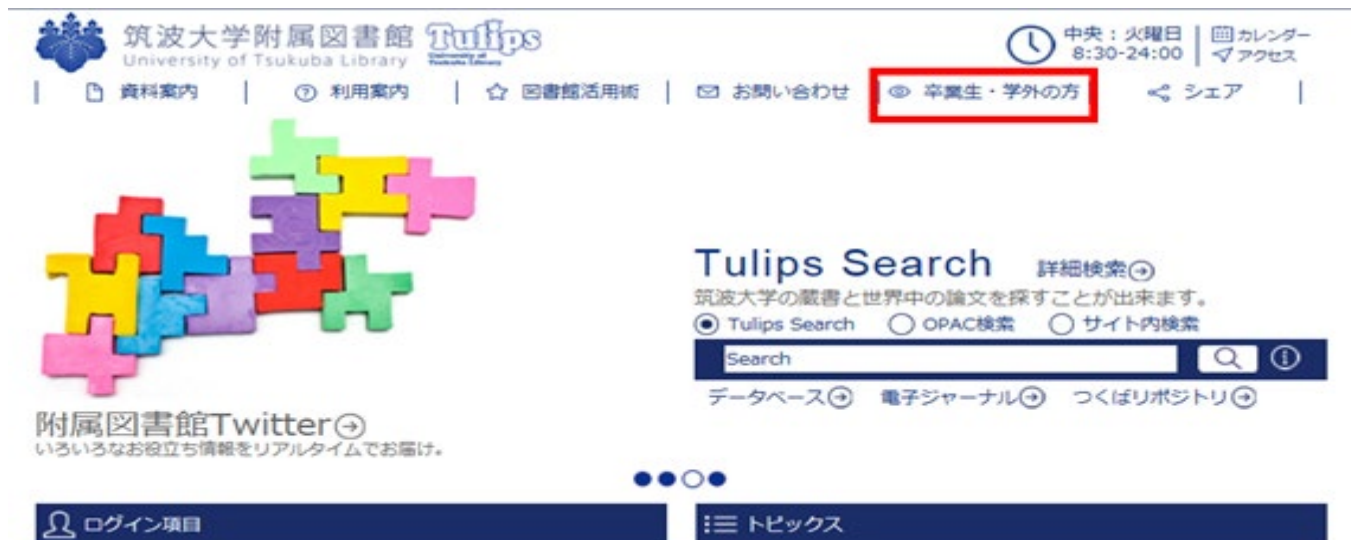 筑波大学附属図書館 Tulips
University of Tsukuba Library
University of Tsukuba Library
中央：火曜日
8:30-24:00
カレンダー
アクセス
資料案内
利用案内
図書館活用術
お問い合わせ
卒業生・学外の方
シェア
Tulips Search 詳細検索
筑波大学の蔵書と世界中の論文を探すことが出来ます。
Tulips Search OPAC検索 サイト内検索
Search
データベース 電子ジャーナル つくばリポジトリ
附属図書館Twitter
いろいろなお役立ち情報をリアルタイムでお届け。
ログイン項目
トピックス